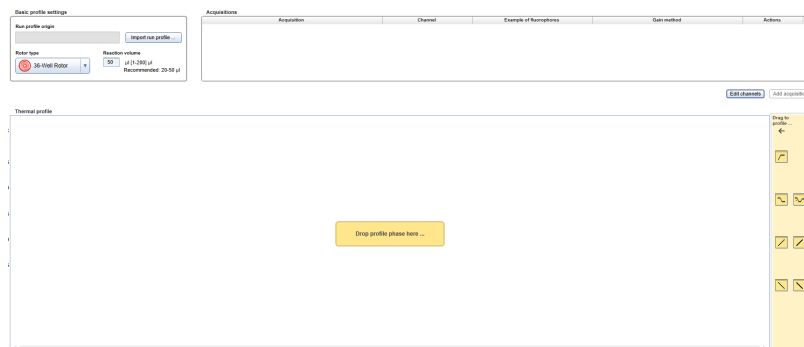 Basic profile settings
Run profile origin
Import run profile ...
Rotor type
36-Well Rotor
Reaction volume
50 µl [1-200] µl
Recommended: 20-50 µl
Acquisitions
Acquisition Channel Example of fluorophores Gain method Actions
Edit channels
Add acquisitio
Thermal profile
Drop profile phase here ...
Drag to
profile ...